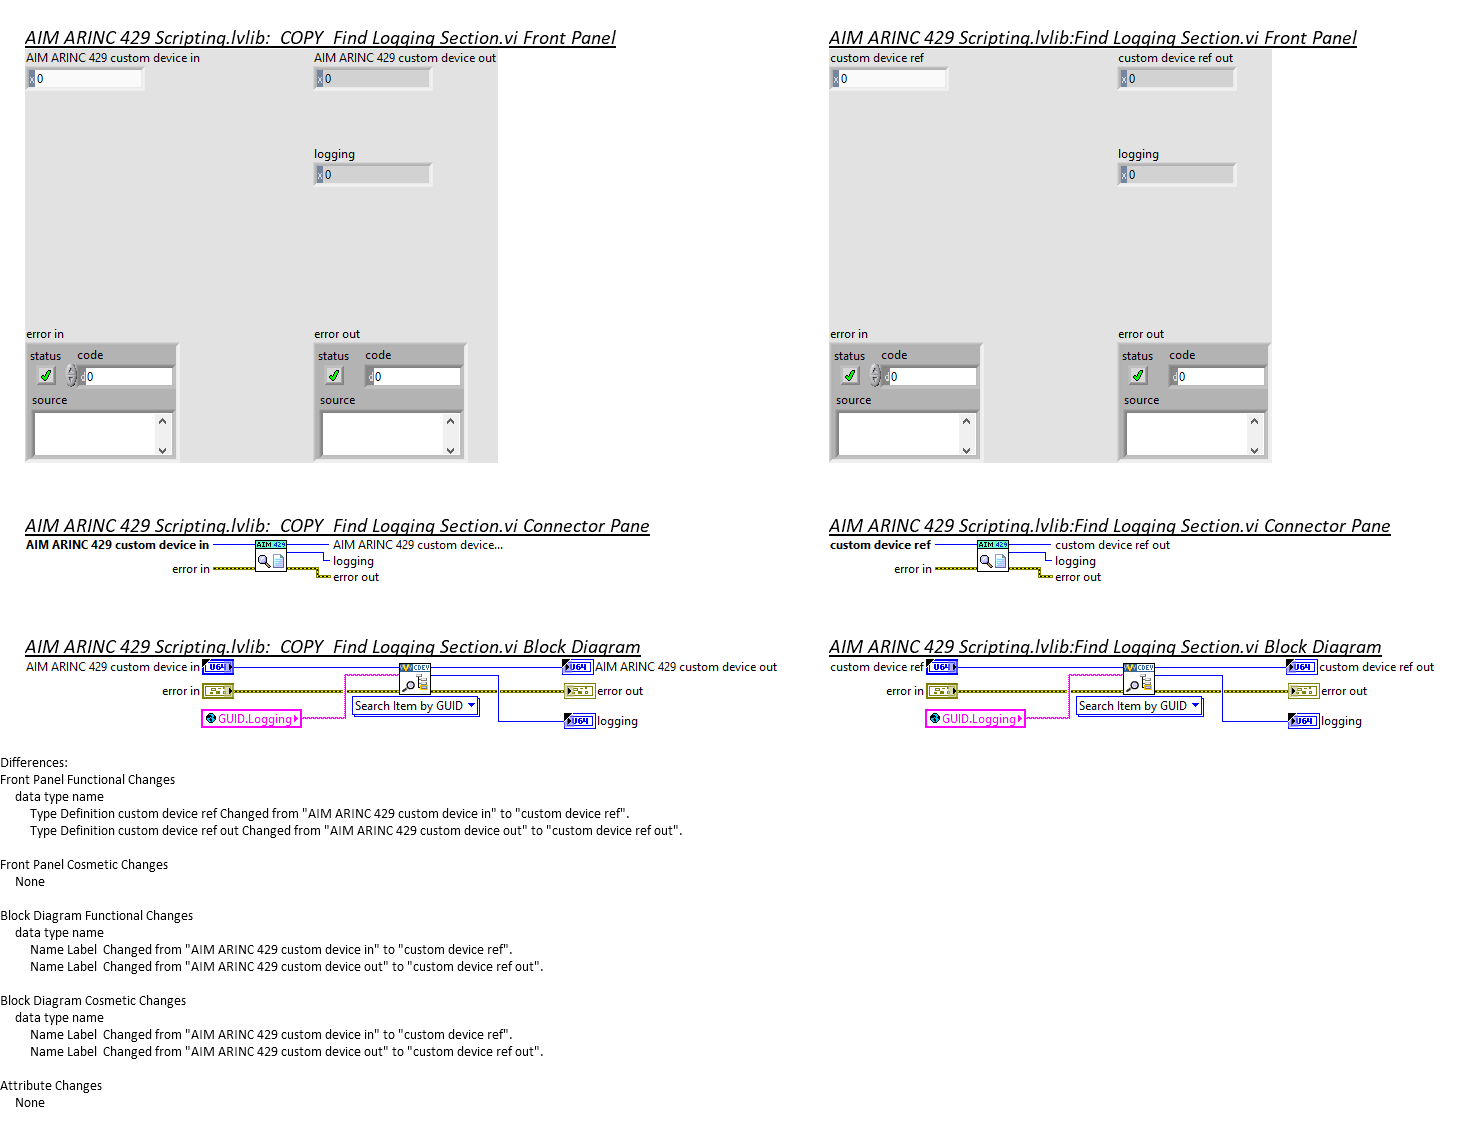 AIM ARINC 429 Scripting.lvlib:  COPY  Find Logging Section.vi Front Panel
AIM ARINC 429 custom device in
AIM ARINC 429 custom device out
x 0
x 0
logging
x 0
error in
error out
status
code
status
code
d 0
d 0
source
source
AIM ARINC 429 Scripting.lvlib:Find Logging Section.vi Front Panel
custom device ref
custom device ref out
x 0
x 0
logging
x 0
error in
error out
status
code
status
code
d 0
d 0
source
source
AIM ARINC 429 Scripting.lvlib:  COPY  Find Logging Section.vi Connector Pane
AIM ARINC 429 custom device in
AIM 429
AIM ARINC 429 custom device...
logging
error in
error out
AIM ARINC 429 Scripting.lvlib:Find Logging Section.vi Connector Pane
custom device ref
AIM 429
custom device ref out
logging
error in
error out
AIM ARINC 429 Scripting.lvlib:  COPY  Find Logging Section.vi Block Diagram
AIM ARINC 429 custom device in
U64
CDEV
U64
AIM ARINC 429 custom device out
error in
error out
Search Item by GUID
GUID.Logging
U64
logging
AIM ARINC 429 Scripting.lvlib:Find Logging Section.vi Block Diagram
custom device ref
U64
CDEV
U64
custom device ref out
error in
error out
Search Item by GUID
GUID.Logging
U64
logging
Differences:
Front Panel Functional Changes
data type name
Type Definition custom device ref Changed from "AIM ARINC 429 custom device in" to "custom device ref".
Type Definition custom device ref out Changed from "AIM ARINC 429 custom device out" to "custom device ref out".
Front Panel Cosmetic Changes
None
Block Diagram Functional Changes
data type name
Name Label  Changed from "AIM ARINC 429 custom device in" to "custom device ref".
Name Label  Changed from "AIM ARINC 429 custom device out" to "custom device ref out".
Block Diagram Cosmetic Changes
data type name
Name Label  Changed from "AIM ARINC 429 custom device in" to "custom device ref".
Name Label  Changed from "AIM ARINC 429 custom device out" to "custom device ref out".
Attribute Changes
None